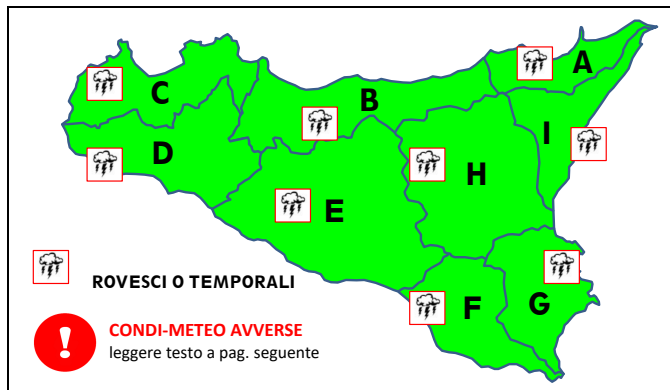 A
C
B
I
D
H
E
F
G
ROVESCI O TEMPORALI
!
CONDI-METEO AVVERSE
leggere testo a pag. seguente